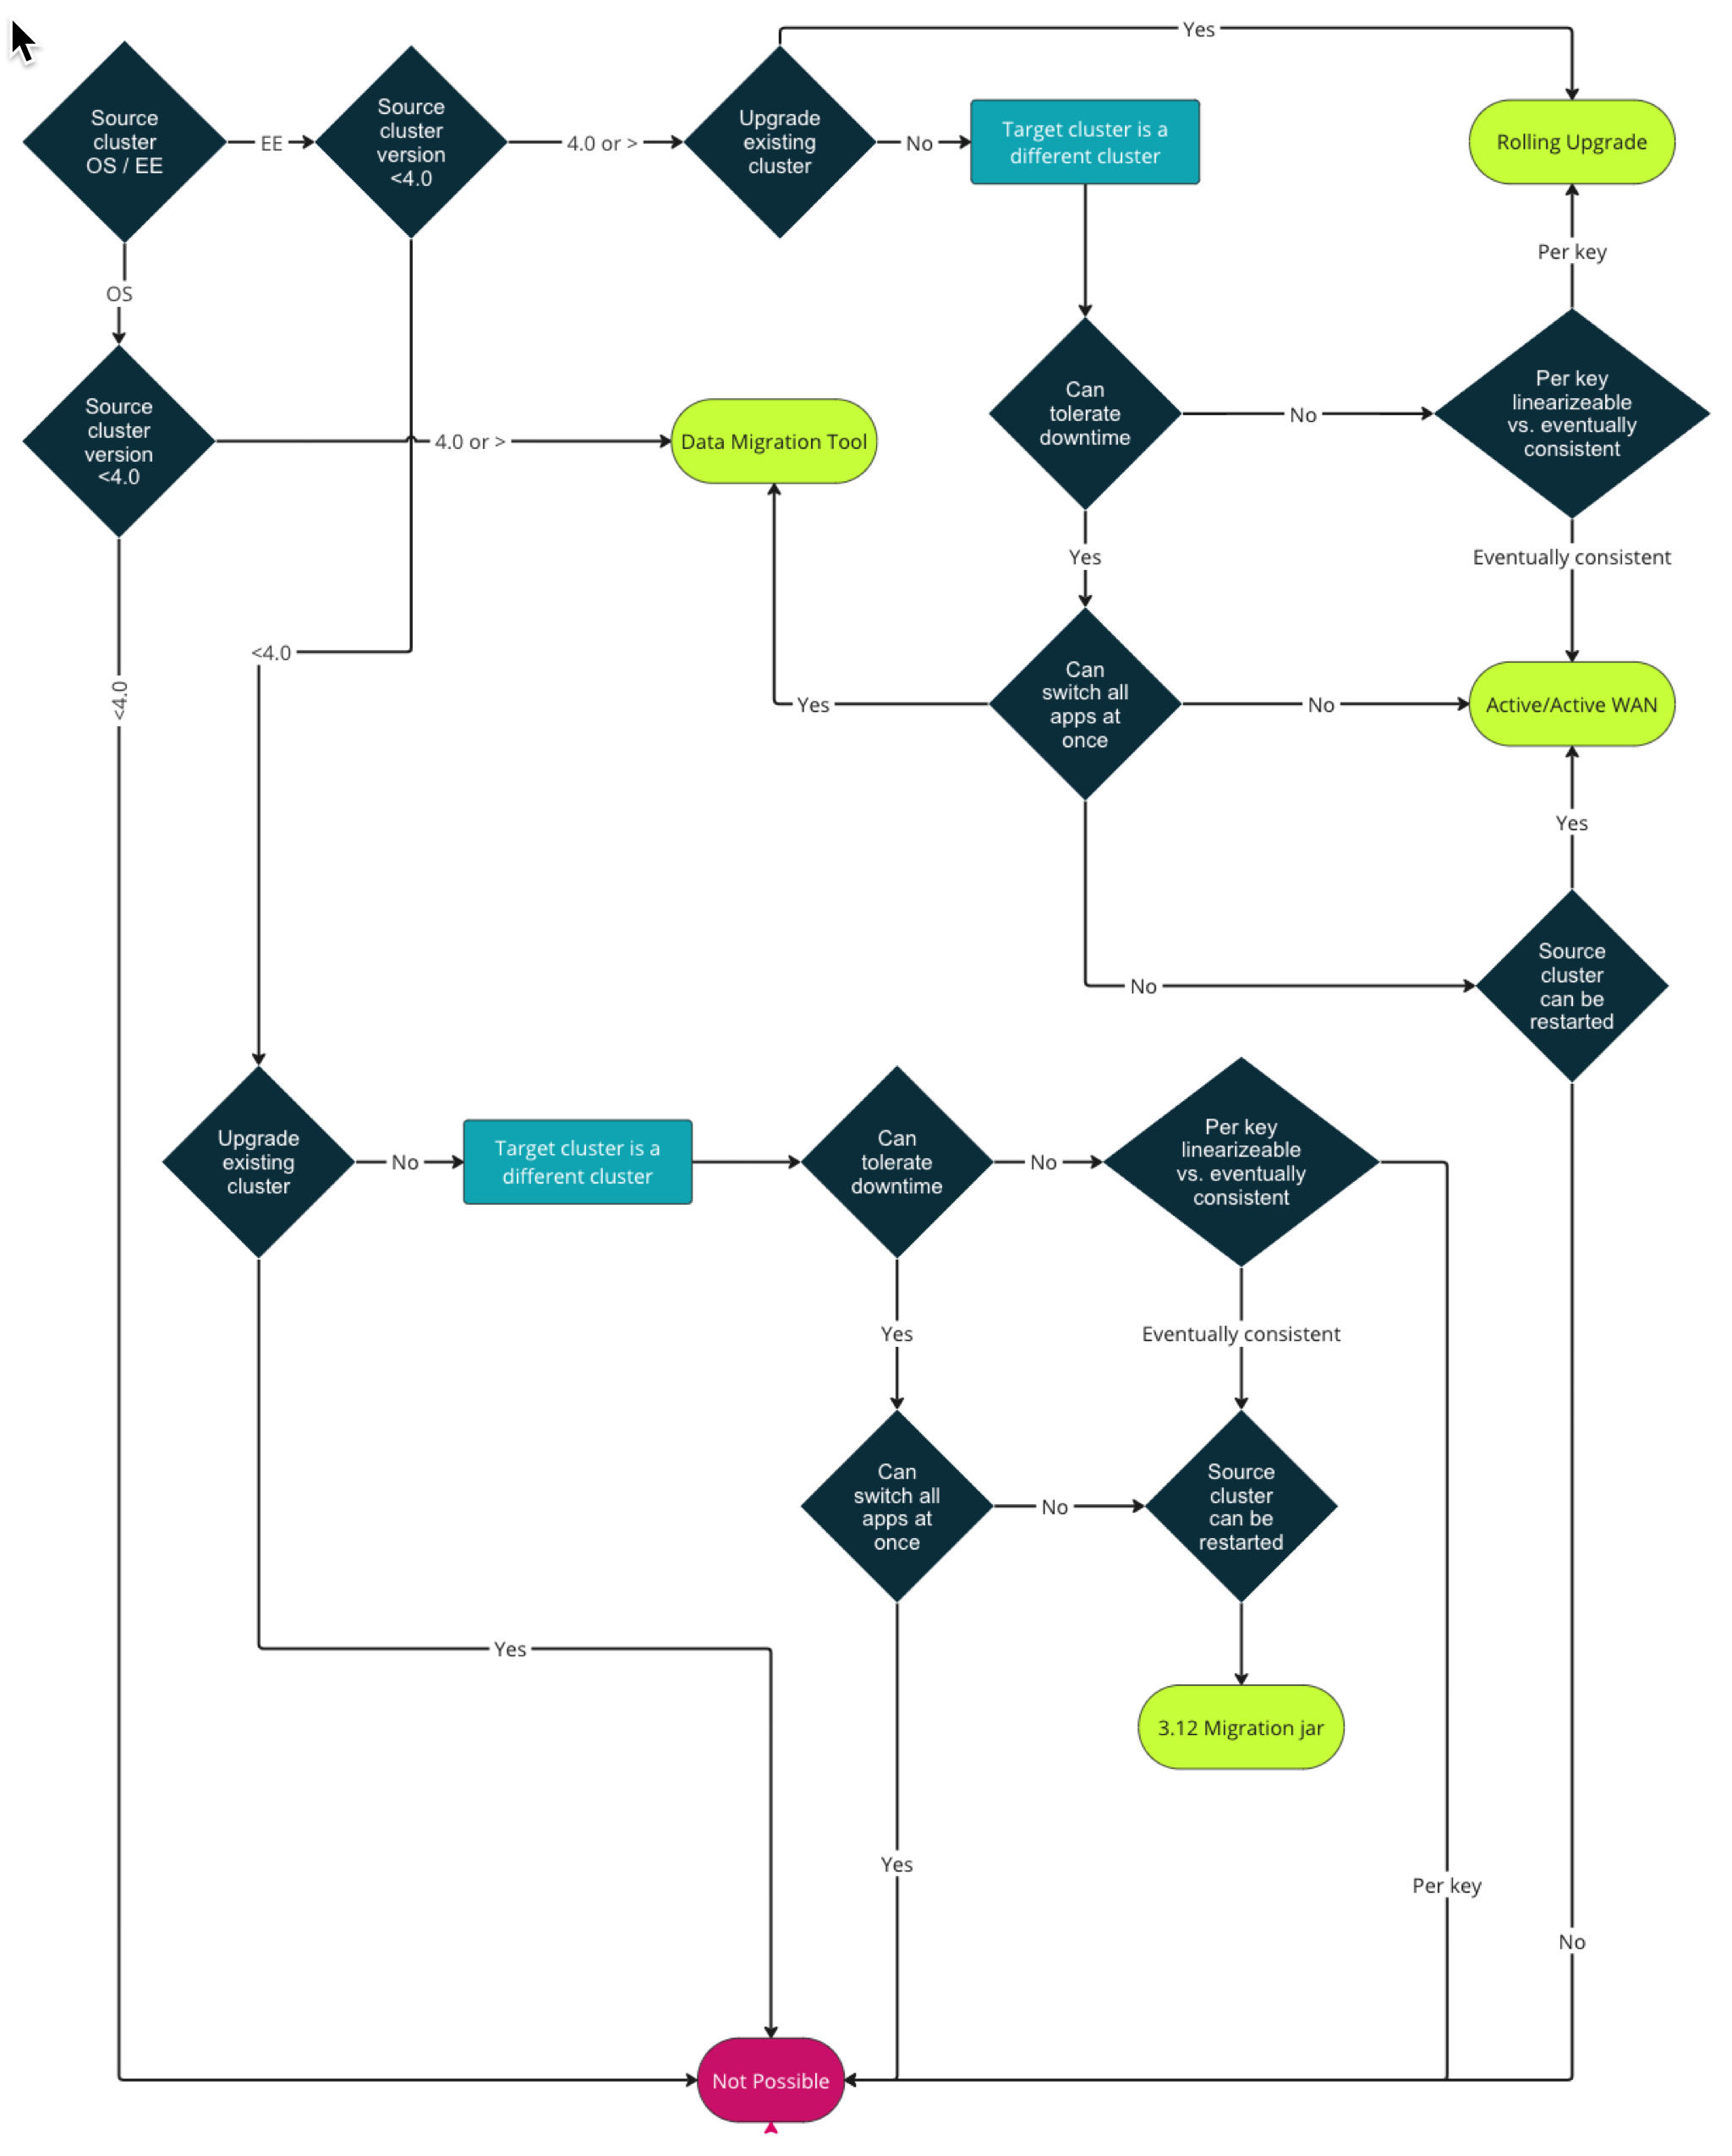 Yes
Source
cluster
OS / EE
EE
Source
cluster
version
<4.0
4.0 or >
Upgrade
existing
cluster
No
Target cluster is a
different cluster
Rolling Upgrade
Per key
OS
Source
cluster
version
<4.0
4.0 or >
Data Migration Tool
Can
tolerate
downtime
No
Per key
linearizeable
vs. eventually
consistent
Yes
Eventually consistent
<4.0
<4.0
Yes
Can
switch all
apps at
once
No
Active/Active WAN
Yes
No
Source
cluster
can be
restarted
Upgrade
existing
cluster
No
Target cluster is a
different cluster
Can
tolerate
downtime
No
Per key
linearizeable
vs. eventually
consistent
Yes
Eventually consistent
Can
switch all
apps at
once
No
Source
cluster
can be
restarted
Yes
3.12 Migration jar
Yes
Per key
No
Not Possible